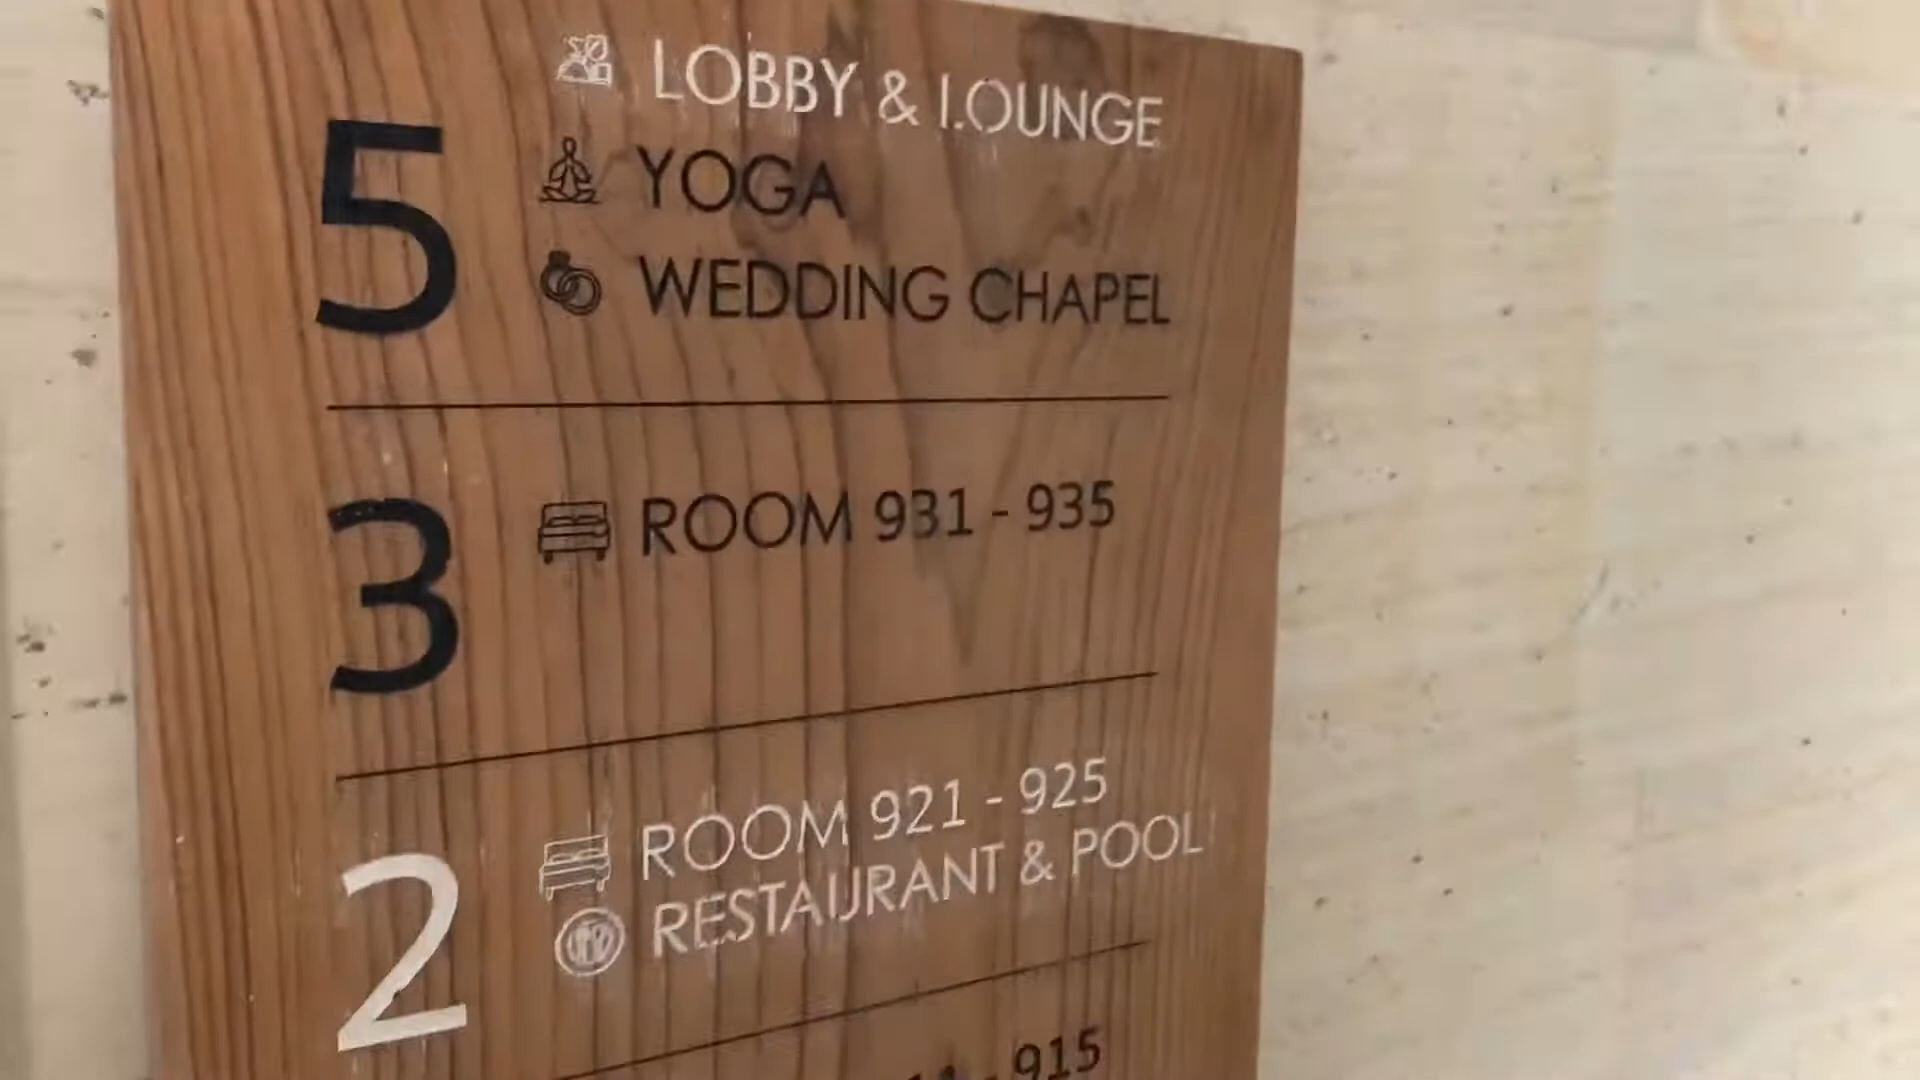 LOBBY & LOUNGE
5
YOGA
WEDDING CHAPEL
3
ROOM 931 - 935
2
ROOM 921 - 925
RESTAURANT & POOL
- 915